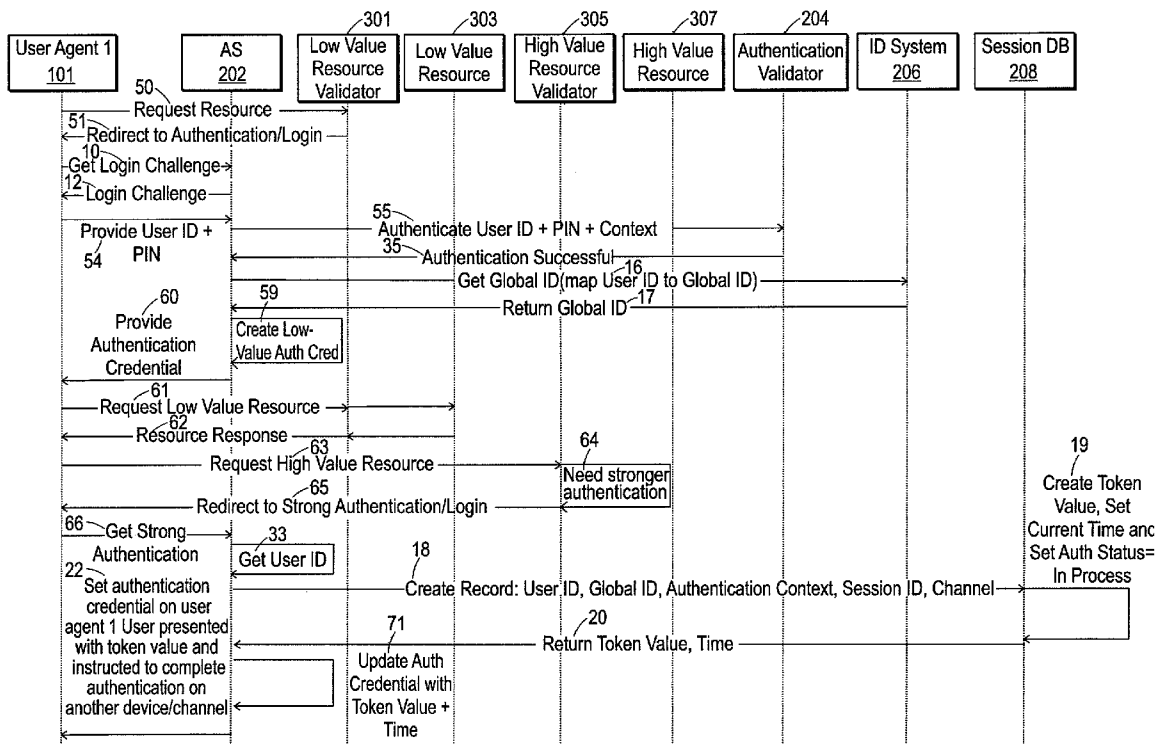 301
303
305
307
204
User Agent 1
101
AS
202
Low Value
Resource
Validator
Low Value
Resource
High Value
Resource
Validator
High Value
Resource
Authentication
Validator
ID System
206
Session DB
208
50
Request Resource
51
Redirect to Authentication/Login
10
Get Login Challenge
12
Login Challenge
Provide User ID +
PIN
54
55
Authenticate User ID + PIN + Context
35
Authentication Successful
16
Get Global ID(map User ID to Global ID)
17
Return Global ID
60
Provide
Authentication
Credential
59
Create Low-
Value Auth Cred
61
Request Low Value Resource
62
Resource Response
63
Request High Value Resource
64
Need stronger
authentication
65
Redirect to Strong Authentication/Login
66
Get Strong
Authentication
33
Get User ID
18
Create Record: User ID, Global ID, Authentication Context, Session ID, Channel
19
Create Token
Value, Set
Current Time and
Set Auth Status=
In Process
20
Return Token Value, Time
22
Set authentication
credential on user
agent 1 User presented
with token value and
instructed to complete
authentication on
another device/channel
71
Update Auth
Credential with
Token Value +
Time